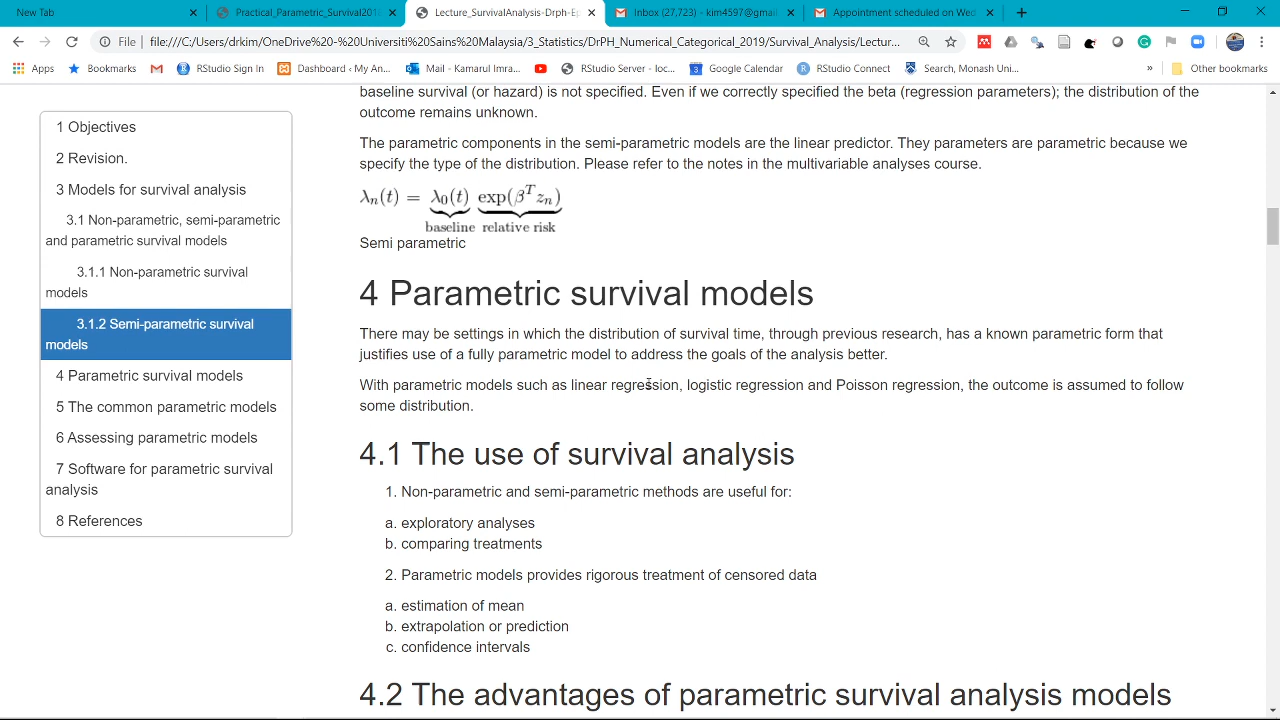 New Tab
Practical_Parametric_Survival201
Lecture_SurvivalAnalysis-Drph-Ep
Inbox (27,723) - kim4597@gmail
Appointment scheduled on Wed
File
file:///C:/Users/drkim/OneDrive%20-%20Universiti%20Sains%20Malaysia/3_Statistics/DrPH_Numerical_Categorical_2019/Survival_Analysis/Lectur...
Apps
Bookmarks
RStudio Sign In
Dashboard ‹ My An...
Mail - Kamarul Imra...
RStudio Server - loc...
Google Calendar
RStudio Connect
Search, Monash Uni...
»
Other bookmarks
1 Objectives
2 Revision.
3 Models for survival analysis
3.1 Non-parametric, semi-parametric
and parametric survival models
3.1.1 Non-parametric survival
models
3.1.2 Semi-parametric survival
models
4 Parametric survival models
5 The common parametric models
6 Assessing parametric models
7 Software for parametric survival
analysis
8 References
baseline survival (or hazard) is not specified. Even if we correctly specified the beta (regression parameters); the distribution of the
outcome remains unknown.
The parametric components in the semi-parametric models are the linear predictor. They parameters are parametric because we
specify the type of the distribution. Please refer to the notes in the multivariable analyses course.
λn(t) = λ0(t) exp(β^T zn)
baseline relative risk
Semi parametric
4 Parametric survival models
There may be settings in which the distribution of survival time, through previous research, has a known parametric form that
justifies use of a fully parametric model to address the goals of the analysis better.
With parametric models such as linear regression, logistic regression and Poisson regression, the outcome is assumed to follow
some distribution.
4.1 The use of survival analysis
1. Non-parametric and semi-parametric methods are useful for:
a. exploratory analyses
b. comparing treatments
2. Parametric models provides rigorous treatment of censored data
a. estimation of mean
b. extrapolation or prediction
c. confidence intervals
4.2 The advantages of parametric survival analysis models